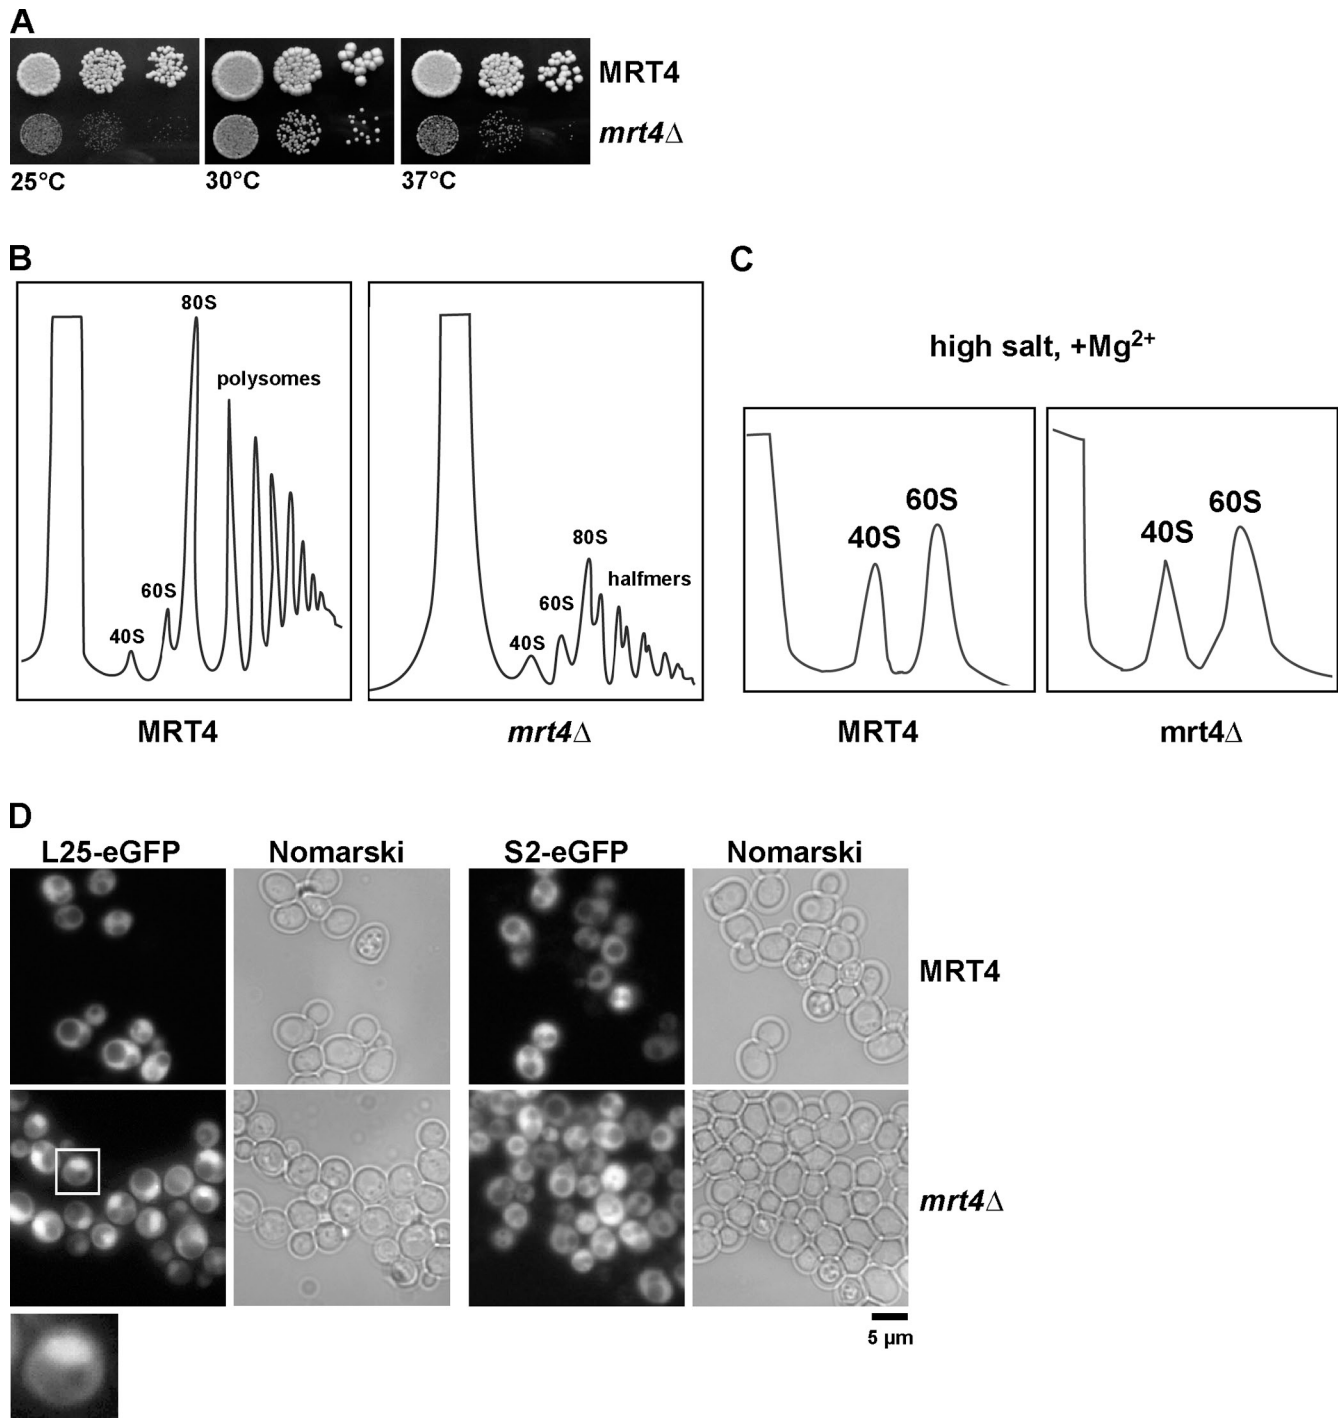 A
MRT4
mrt4Δ
25°C
30°C
37°C
B
80S
polysomes
60S
40S
MRT4
80S
halfmers
60S
40S
mrt4Δ
C
high salt, +Mg²⁺
60S
40S
MRT4
60S
40S
mrt4Δ
D
L25-eGFP
Nomarski
S2-eGFP
Nomarski
MRT4
mrt4Δ
5 µm